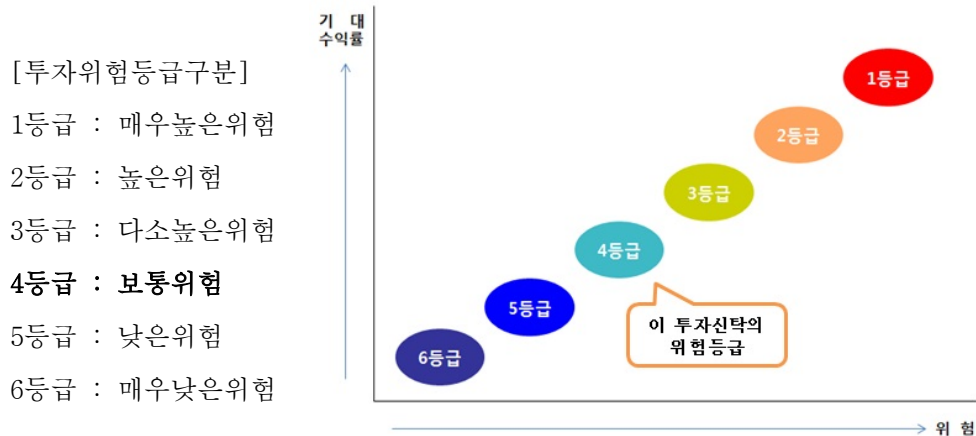 [투자위험등급구분]
1등급 : 매우높은위험
2등급 : 높은위험
3등급 : 다소높은위험
4등급 : 보통위험
5등급 : 낮은위험
6등급 : 매우낮은위험
기 대
수익률
1등급
2등급
3등급
4등급
5등급
6등급
이 투자신탁의
위험등급
위 험